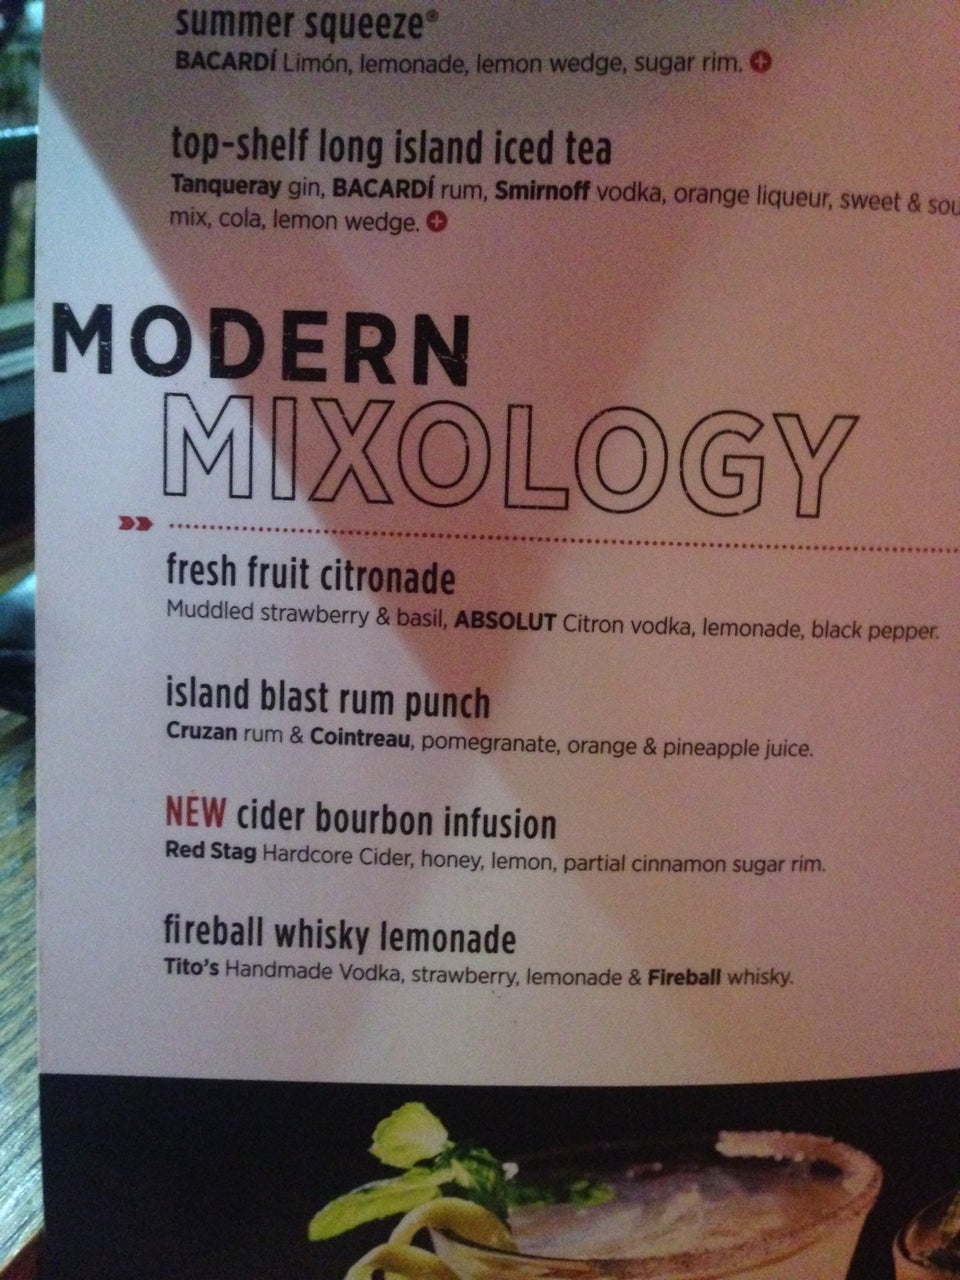 summer squeeze®
BACARDÍ Limón, lemonade, lemon wedge, sugar rim.
top-shelf long island iced tea
Tanqueray gin, BACARDÍ rum, Smirnoff vodka, orange liqueur, sweet & sou
mix, cola, lemon wedge.
MODERN
MIXOLOGY
fresh fruit citronade
Muddled strawberry & basil, ABSOLUT Citron vodka, lemonade, black pepper.
island blast rum punch
Cruzan rum & Cointreau, pomegranate, orange & pineapple juice.
NEW cider bourbon infusion
Red Stag Hardcore Cider, honey, lemon, partial cinnamon sugar rim.
fireball whisky lemonade
Tito's Handmade Vodka, strawberry, lemonade & Fireball whisky.